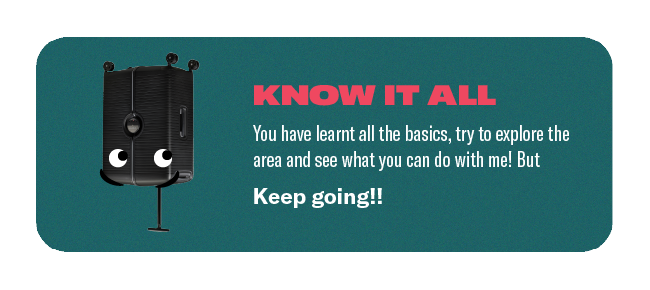 KNOW IT ALL
You have learnt all the basics, try to explore the
area and see what you can do with me! But
Keep going!!